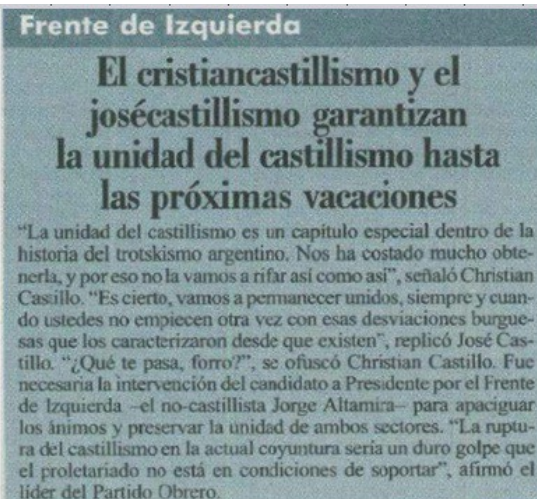 Frente de Izquierda
El cristiancastillismo y el
josécastillismo garantizan
la unidad del castillismo hasta
las próximas vacaciones
“La unidad del castillismo es un capítulo especial dentro de la
historia del trotskismo argentino. Nos ha costado mucho obte-
nerla, y por eso no la vamos a rifar así como así”, señaló Christian
Castillo. “Es cierto, vamos a permanecer unidos, siempre y cuan-
do ustedes no empiecen otra vez con esas desviaciones burgue-
sas que los caracterizaron desde que existen”, replicó José Cas-
tillo. “¿Qué te pasa, forro?”, se ofuscó Christian Castillo. Fue
necesaria la intervención del candidato a Presidente por el Frente
de Izquierda –el no-castillista Jorge Altamira– para apaciguar
los ánimos y preservar la unidad de ambos sectores. “La ruptu-
ra del castillismo en la actual coyuntura sería un duro golpe que
el proletariado no está en condiciones de soportar”, afirmó el
líder del Partido Obrero.